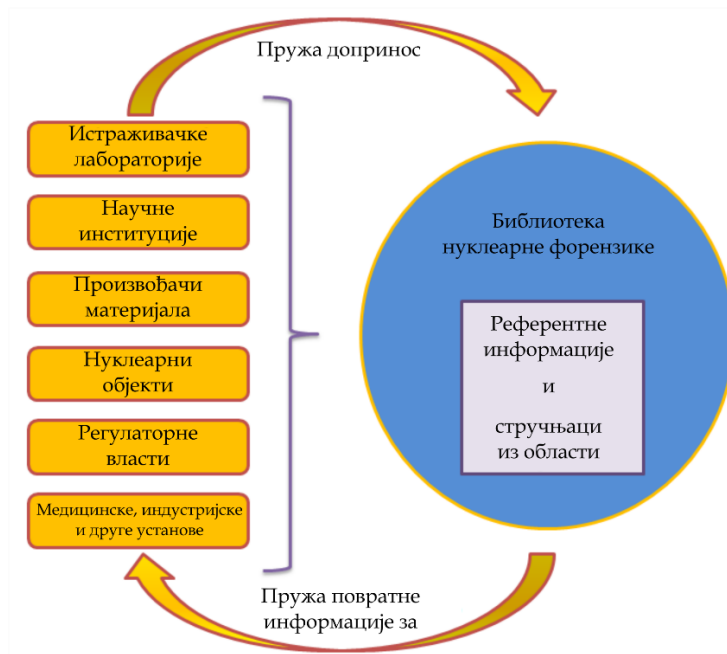 Пружа допринос
Истраживачке
лабораторије
Научне
институције
Произвођачи
материјала
Нуклеарни
објекти
Регулаторне
власти
Медицинске, индустријске
и друге установе
Библиотека
нуклеарне форензике
Референтне
информације
и
стручњаци
из области
Пружа повратне
информације за